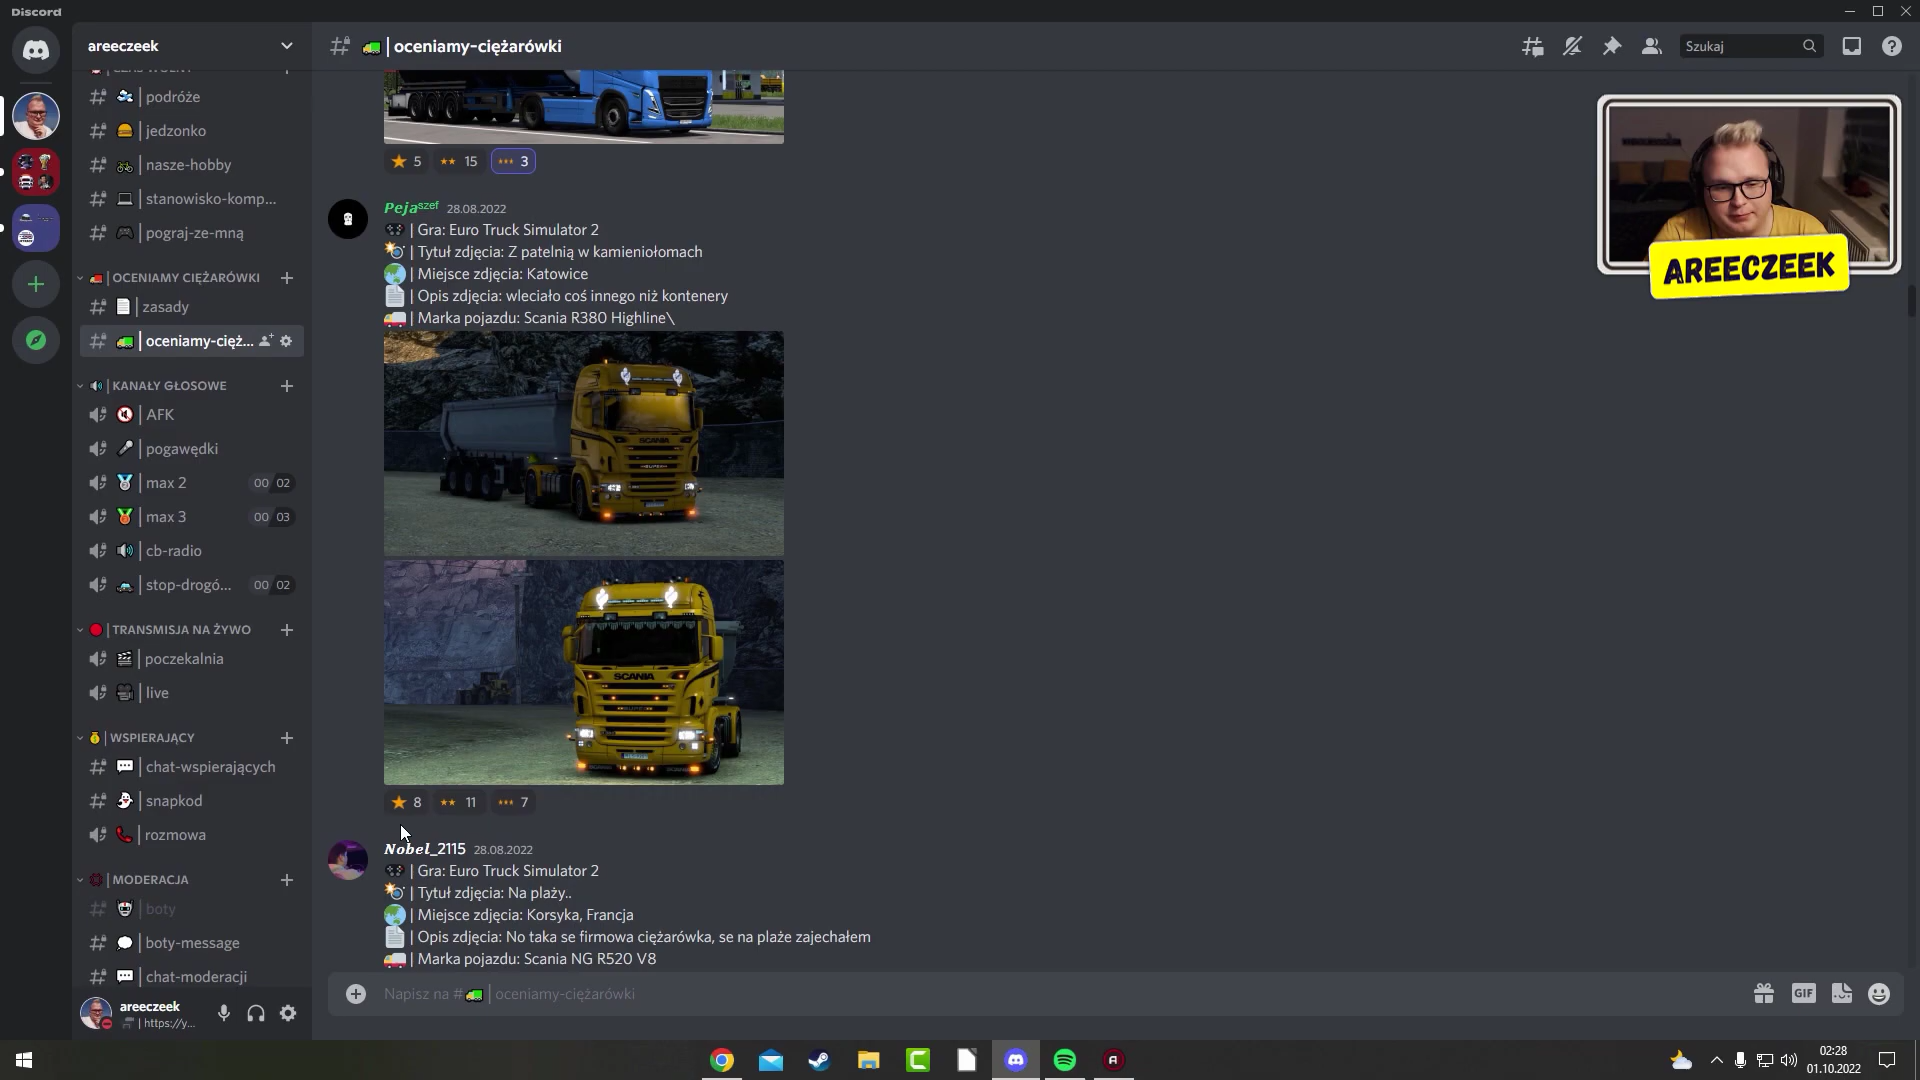 Discord
areeczeek
podróże
jedzonko
nasze-hobby
stanowisko-komp...
pograj-ze-mną
OCENIAMY CIĘŻARÓWKI
zasady
oceniamy-cięż...
KANAŁY GŁOSOWE
AFK
pogawędki
max 2 00 02
max 3 00 03
cb-radio
stop-drogó... 00 02
TRANSMISJA NA ŻYWO
poczekalnia
live
WSPIERAJĄCY
chat-wspierających
snapkod
rozmowa
MODERACJA
boty
boty-message
chat-moderacji
areeczeek
| https://y...
| oceniamy-ciężarówki
Szukaj
5 15 3
Pejaszef 28.08.2022
| Gra: Euro Truck Simulator 2
| Tytuł zdjęcia: Z patelnią w kamieniołomach
| Miejsce zdjęcia: Katowice
| Opis zdjęcia: wleciało coś innego niż kontenery
| Marka pojazdu: Scania R380 Highline\
SCANIA
SUPER
SCANIA
SUPER
8 11 7
Nobel_2115 28.08.2022
| Gra: Euro Truck Simulator 2
| Tytuł zdjęcia: Na plaży..
| Miejsce zdjęcia: Korsyka, Francja
| Opis zdjęcia: No taka se firmowa ciężarówka, se na plaże zajechałem
| Marka pojazdu: Scania NG R520 V8
Napisz na # | oceniamy-ciężarówki
GIF
AREECZEEK
02:28
01.10.2022